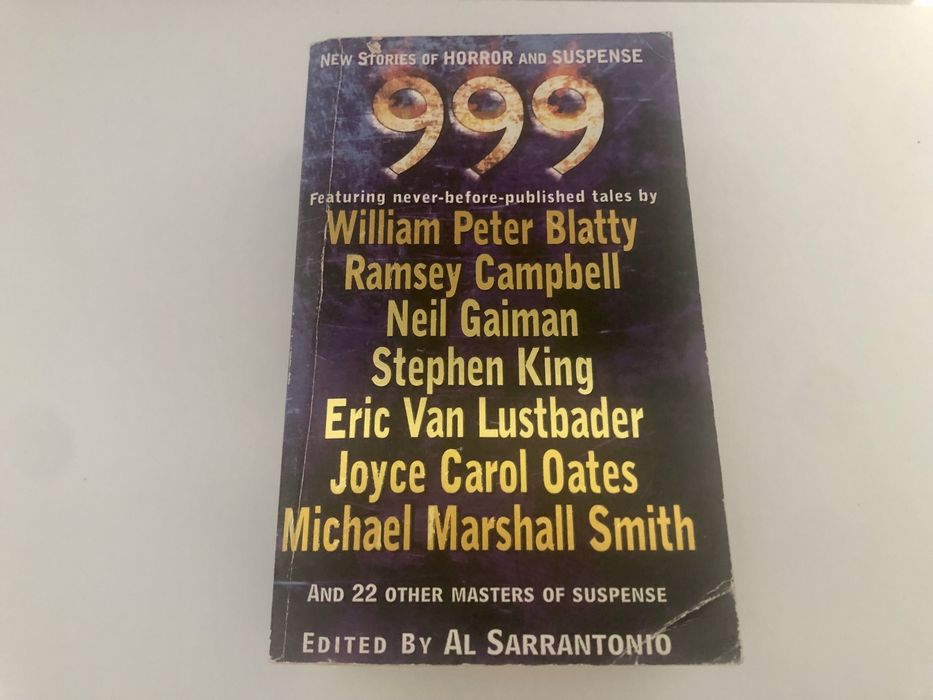 NEW STORIES OF HORROR AND SUSPENSE
999
Featuring never-before-published tales by
William Peter Blatty
Ramsey Campbell
Neil Gaiman
Stephen King
Eric Van Lustbader
Joyce Carol Oates
Michael Marshall Smith
AND 22 OTHER MASTERS OF SUSPENSE
EDITED BY AL SARRANTONIO